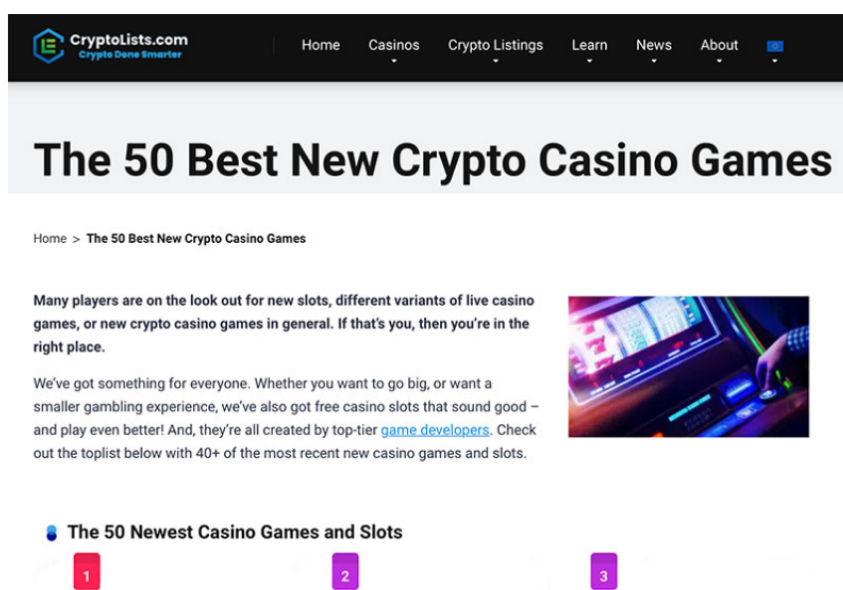 CryptoLists.com
Crypto Done Smarter
Home Casinos Crypto Listings Learn News About
The 50 Best New Crypto Casino Games
Home > The 50 Best New Crypto Casino Games
Many players are on the look out for new slots, different variants of live casino
games, or new crypto casino games in general. If that's you, then you're in the
right place.
We've got something for everyone. Whether you want to go big, or want a
smaller gambling experience, we've also got free casino slots that sound good –
and play even better! And, they're all created by top-tier game developers. Check
out the toplist below with 40+ of the most recent new casino games and slots.
The 50 Newest Casino Games and Slots
1 2 3